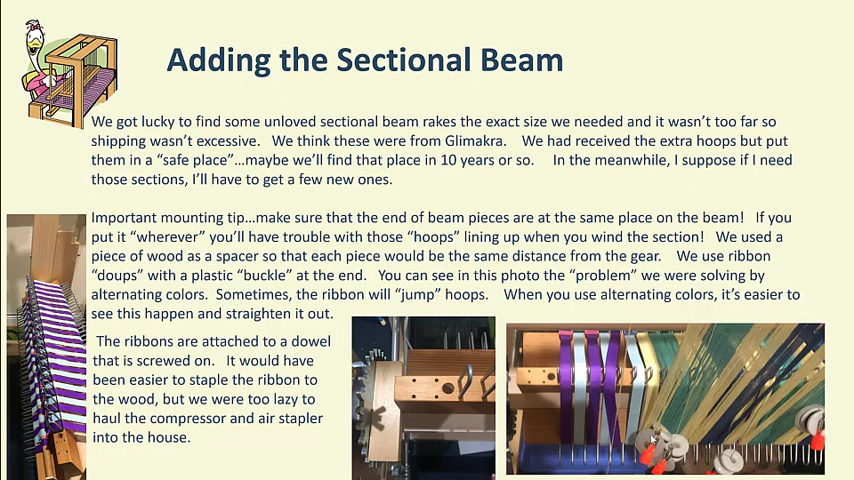 Adding the Sectional Beam
We got lucky to find some unloved sectional beam rakes the exact size we needed and it wasn't too far so
shipping wasn't excessive. We think these were from Glimakra. We had received the extra hoops but put
them in a "safe place"...maybe we'll find that place in 10 years or so. In the meanwhile, I suppose if I need
those sections, I'll have to get a few new ones.
Important mounting tip...make sure that the end of beam pieces are at the same place on the beam! If you
put it "wherever" you'll have trouble with those "hoops" lining up when you wind the section! We used a
piece of wood as a spacer so that each piece would be the same distance from the gear. We use ribbon
"doups" with a plastic "buckle" at the end. You can see in this photo the "problem" we were solving by
alternating colors. Sometimes, the ribbon will "jump" hoops. When you use alternating colors, it's easier to
see this happen and straighten it out.
The ribbons are attached to a dowel
that is screwed on. It would have
been easier to staple the ribbon to
the wood, but we were too lazy to
haul the compressor and air stapler
into the house.